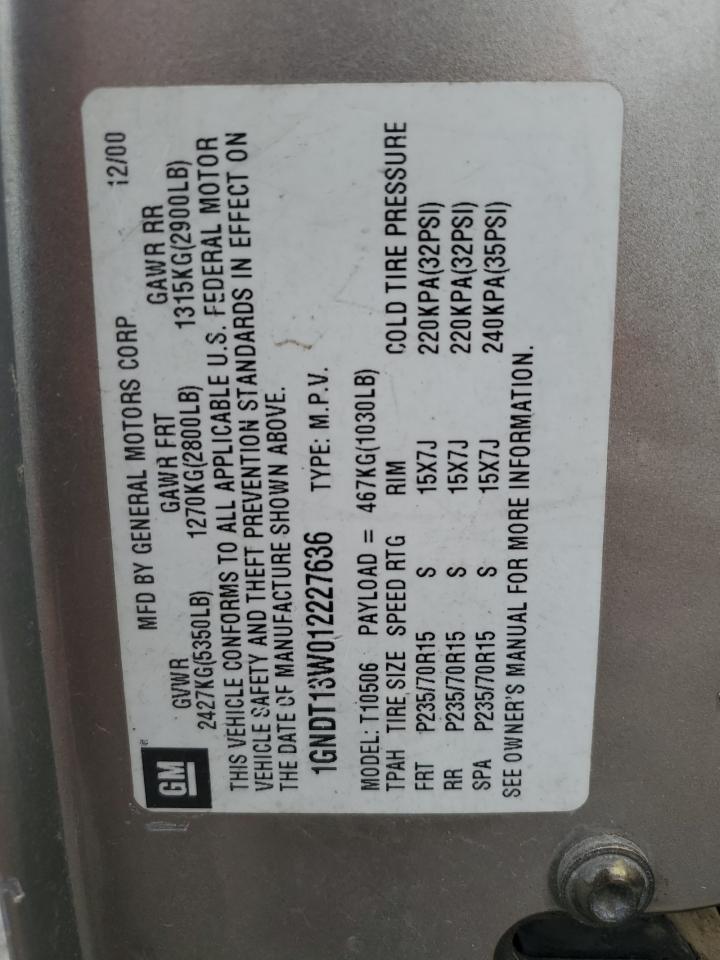 MFD BY GENERAL MOTORS CORP 12/00
GM
GVWR GAWR FRT GAWR RR
2427KG(5350LB) 1270KG(2800LB) 1315KG(2900LB)
THIS VEHICLE CONFORMS TO ALL APPLICABLE U.S. FEDERAL MOTOR
VEHICLE SAFETY AND THEFT PREVENTION STANDARDS IN EFFECT ON
THE DATE OF MANUFACTURE SHOWN ABOVE.
1GNDT13W012227636 TYPE: M.P.V.
MODEL: T10506 PAYLOAD = 467KG(1030LB)
TPAH TIRE SIZE SPEED RTG RIM COLD TIRE PRESSURE
FRT P235/70R15 S 15X7J 220KPA(32PSI)
RR P235/70R15 S 15X7J 220KPA(32PSI)
SPA P235/70R15 S 15X7J 240KPA(35PSI)
SEE OWNER'S MANUAL FOR MORE INFORMATION.